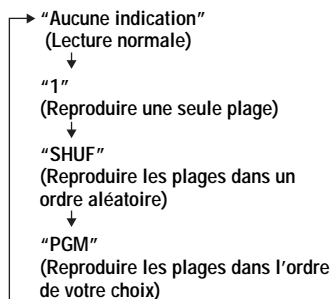 “Aucune indication”
(Lecture normale)
“1”
(Reproduire une seule plage)
“SHUF”
(Reproduire les plages dans un
ordre aléatoire)
“PGM”
(Reproduire les plages dans l’ordre
de votre choix)